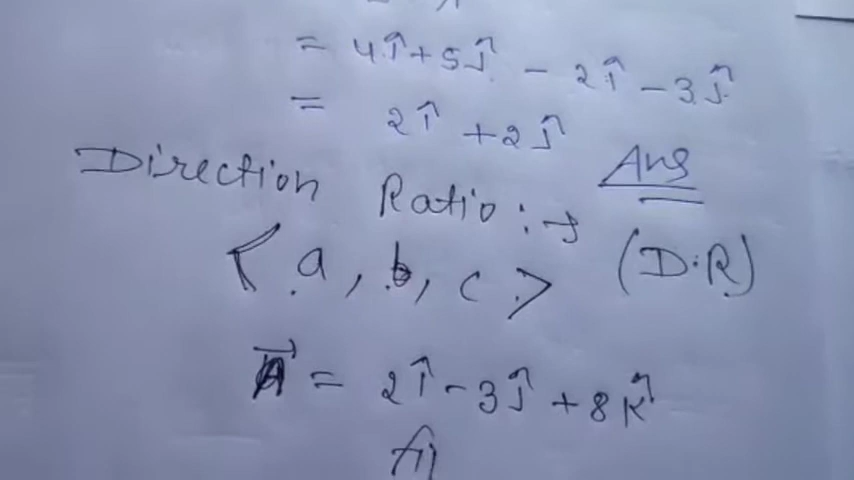 = 4î + 5ĵ - 2î - 3ĵ
= 2î + 2ĵ
Ans
Direction Ratio :→
< a, b, c > (D.R)
A⃗ = 2î - 3ĵ + 8k̂